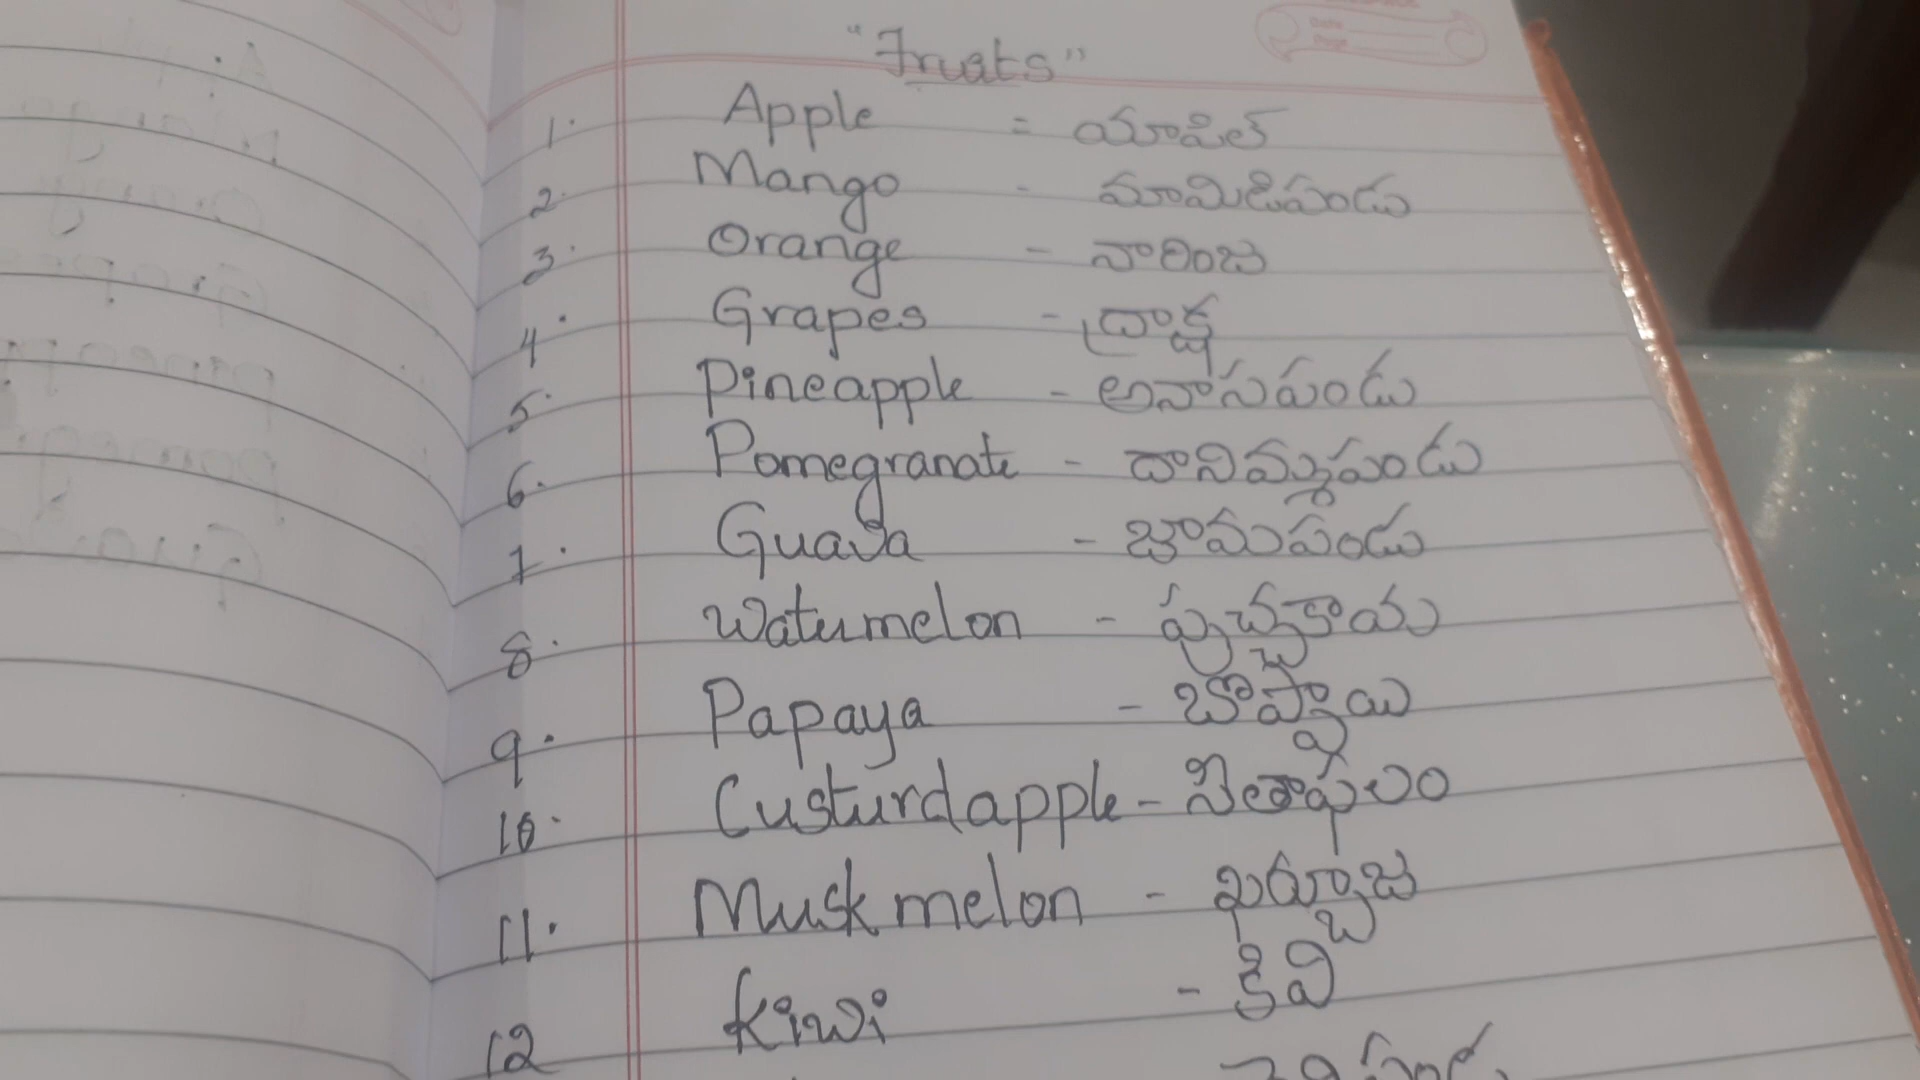 "Fruits"
1. Apple = యాపిల్
2. Mango - మామిడిపండు
3. Orange - నారింజ
4. Grapes - ద్రాక్ష
5. Pineapple - అనాసపండు
6. Pomegranate - దానిమ్మపండు
7. Guava - జామపండు
8. Watermelon - పుచ్చకాయ
9. Papaya - బొప్పాయి
10. Custurdapple - సీతాఫలం
11. Muskmelon - ఖర్బూజ
12 Kiwi - కివి